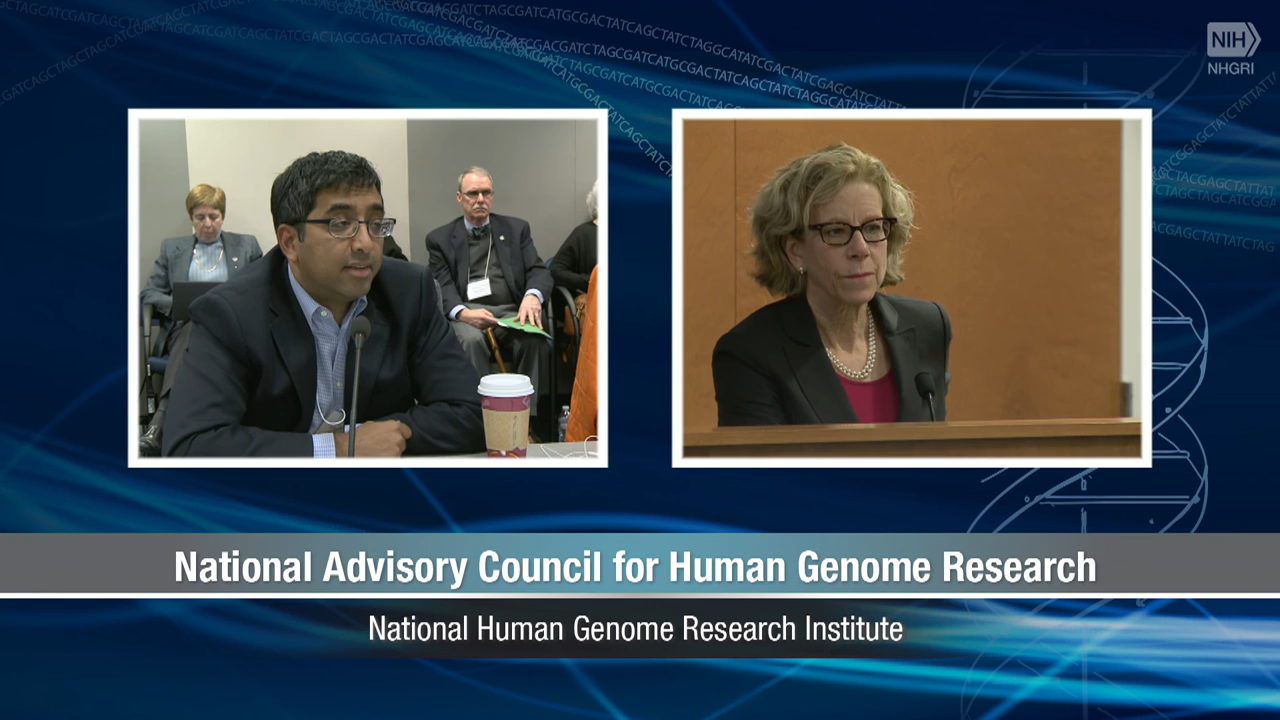 NIH
NHGRI
National Advisory Council for Human Genome Research
National Human Genome Research Institute